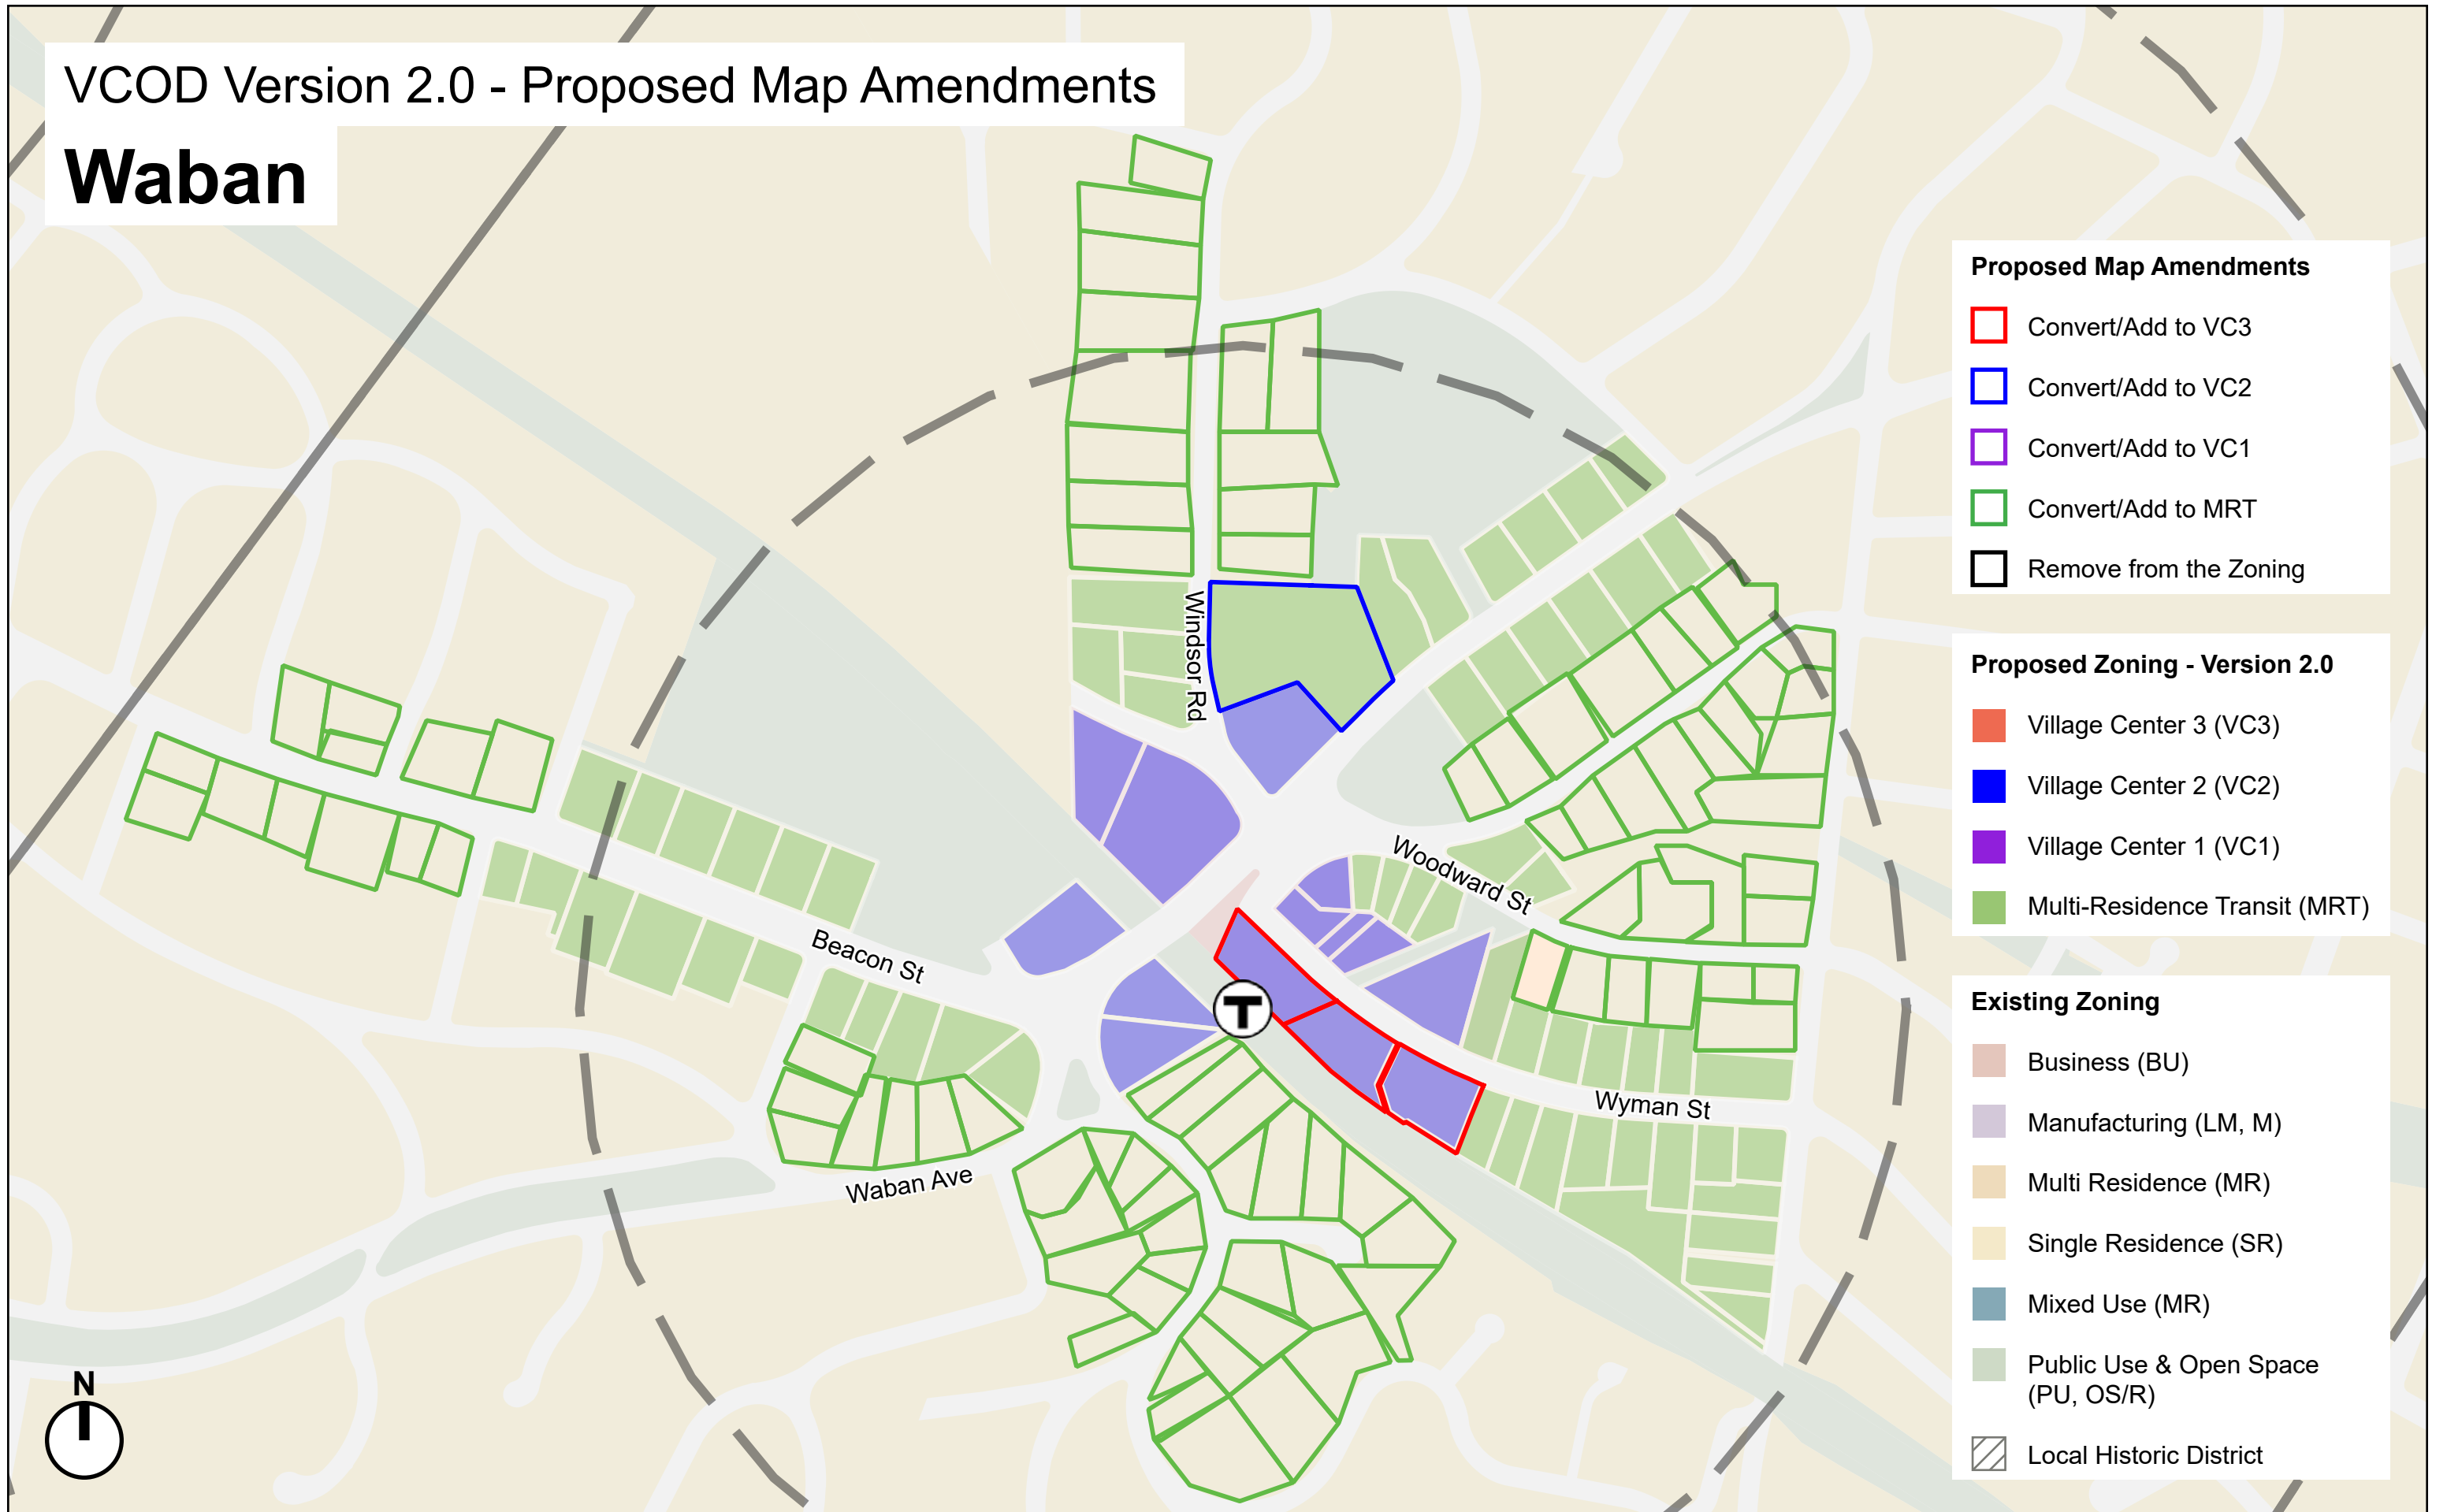 VCOD Version 2.0 - Proposed Map Amendments
Waban
Proposed Map Amendments
Convert/Add to VC3
Convert/Add to VC2
Convert/Add to VC1
Convert/Add to MRT
Remove from the Zoning
Proposed Zoning - Version 2.0
Village Center 3 (VC3)
Village Center 2 (VC2)
Village Center 1 (VC1)
Multi-Residence Transit (MRT)
Existing Zoning
Business (BU)
Manufacturing (LM, M)
Multi Residence (MR)
Single Residence (SR)
Mixed Use (MR)
Public Use & Open Space
(PU, OS/R)
Local Historic District
Windsor Rd
Woodward St
Beacon St
T
Wyman St
Waban Ave
N